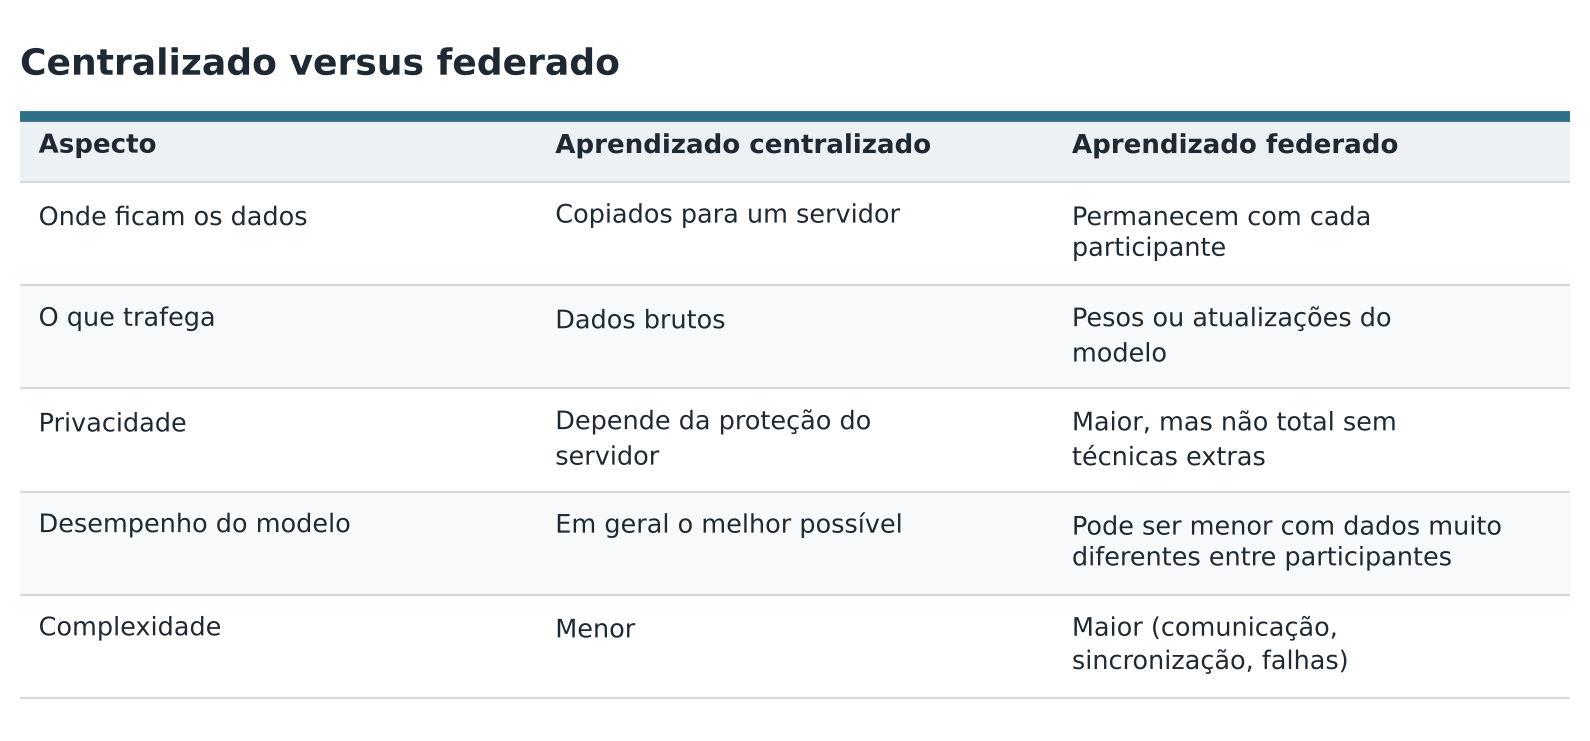 Centralizado versus federado
Aspecto
Aprendizado centralizado
Aprendizado federado
Onde ficam os dados
Copiados para um servidor
Permanecem com cada
participante
O que trafega
Dados brutos
Pesos ou atualizações do
modelo
Privacidade
Depende da proteção do
servidor
Maior, mas não total sem
técnicas extras
Desempenho do modelo
Em geral o melhor possível
Pode ser menor com dados muito
diferentes entre participantes
Complexidade
Menor
Maior (comunicação,
sincronização, falhas)